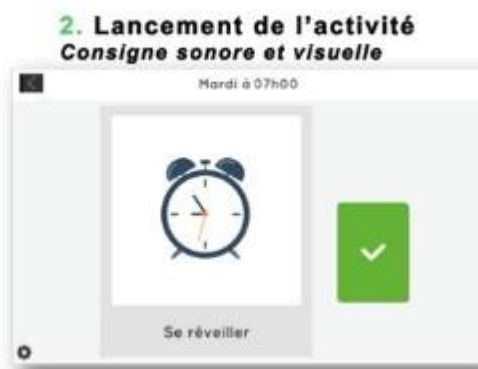 2. Lancement de l'activité
Consigne sonore et visuelle
Mardi à 07h00
Se réveiller